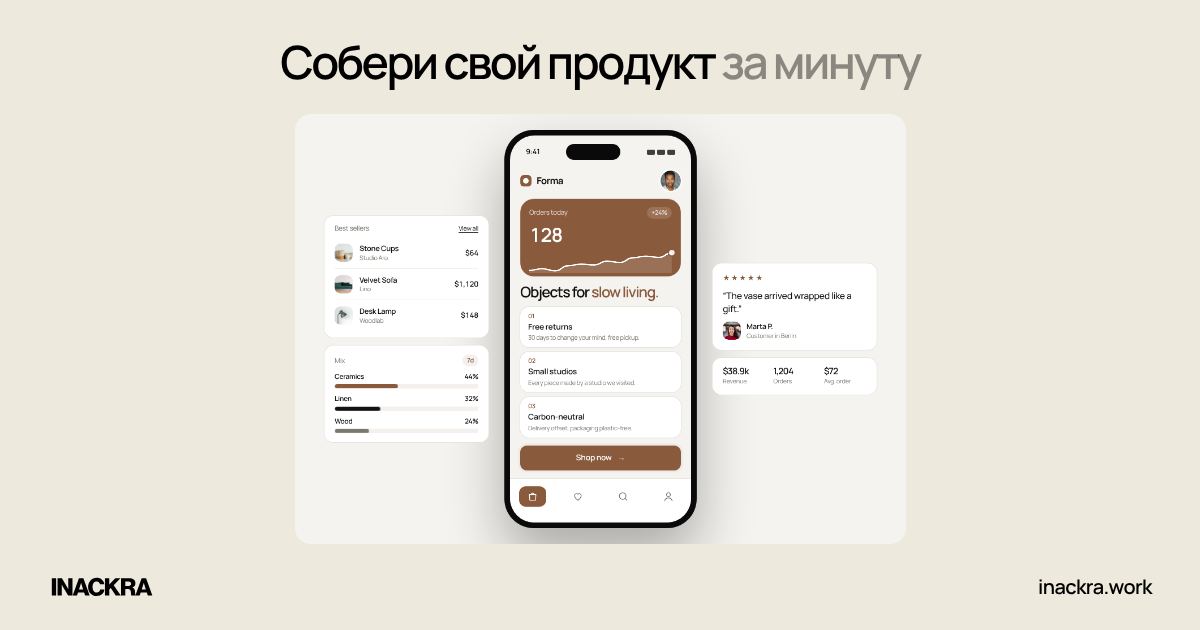 Собери свой продукт за минуту
Best sellers
View all
Stone Cups
Studio Aro
$64
Velvet Sofa
Lino
$1,120
Desk Lamp
Woodlab
$148
Mix
7d
Ceramics
44%
Linen
32%
Wood
24%
9:41
Forma
Orders today
+24%
128
Objects for slow living.
01
Free returns
30 days to change your mind, free pickup.
02
Small studios
Every piece made by a studio we visited.
03
Carbon-neutral
Delivery offset, packaging plastic-free.
Shop now →
★★★★★
“The vase arrived wrapped like a
gift.”
Marta P.
Customer in Berlin
$38.9k
Revenue
1,204
Orders
$72
Avg. order
INACKRA
inackra.work